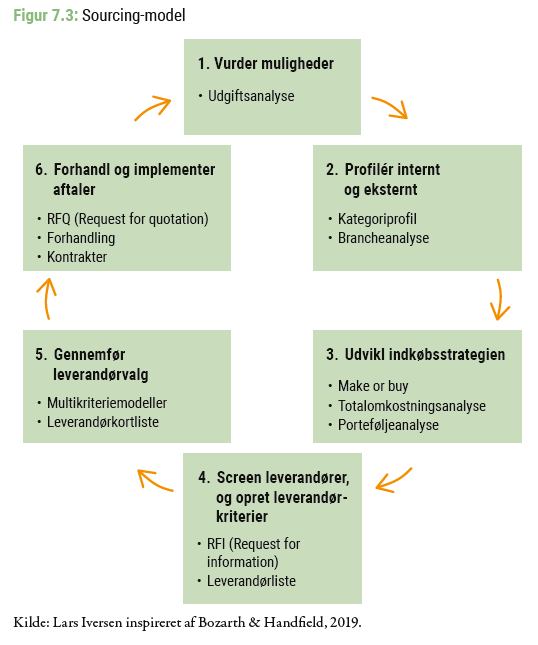 Figur 7.3: Sourcing-model
1. Vurder muligheder
• Udgiftsanalyse
2. Profilér internt
og eksternt
• Kategoriprofil
• Brancheanalyse
3. Udvikl indkøbsstrategien
• Make or buy
• Totalomkostningsanalyse
• Porteføljeanalyse
4. Screen leverandører,
og opret leverandør-
kriterier
• RFI (Request for
information)
• Leverandørliste
5. Gennemfør
leverandørvalg
• Multikriteriemodeller
• Leverandørkortliste
6. Forhandl og implementer
aftaler
• RFQ (Request for quotation)
• Forhandling
• Kontrakter
Kilde: Lars Iversen inspireret af Bozarth & Handfield, 2019.